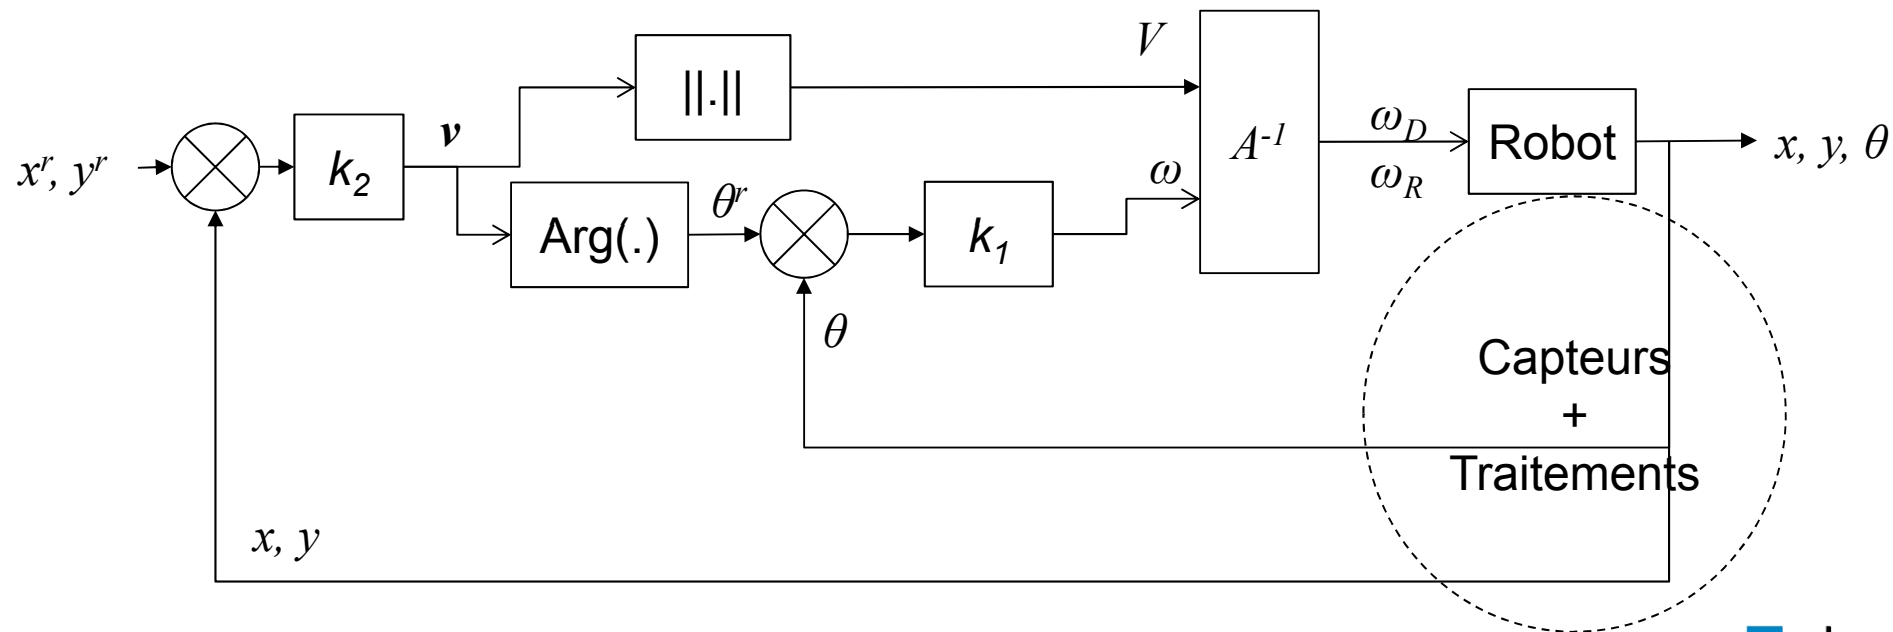 x^r, y^r
k_2
v
||.||
V
Arg(.)
θ^r
θ
k_1
ω
A^-1
ω_D
ω_R
Robot
x, y, θ
Capteurs
+
Traitements
x, y